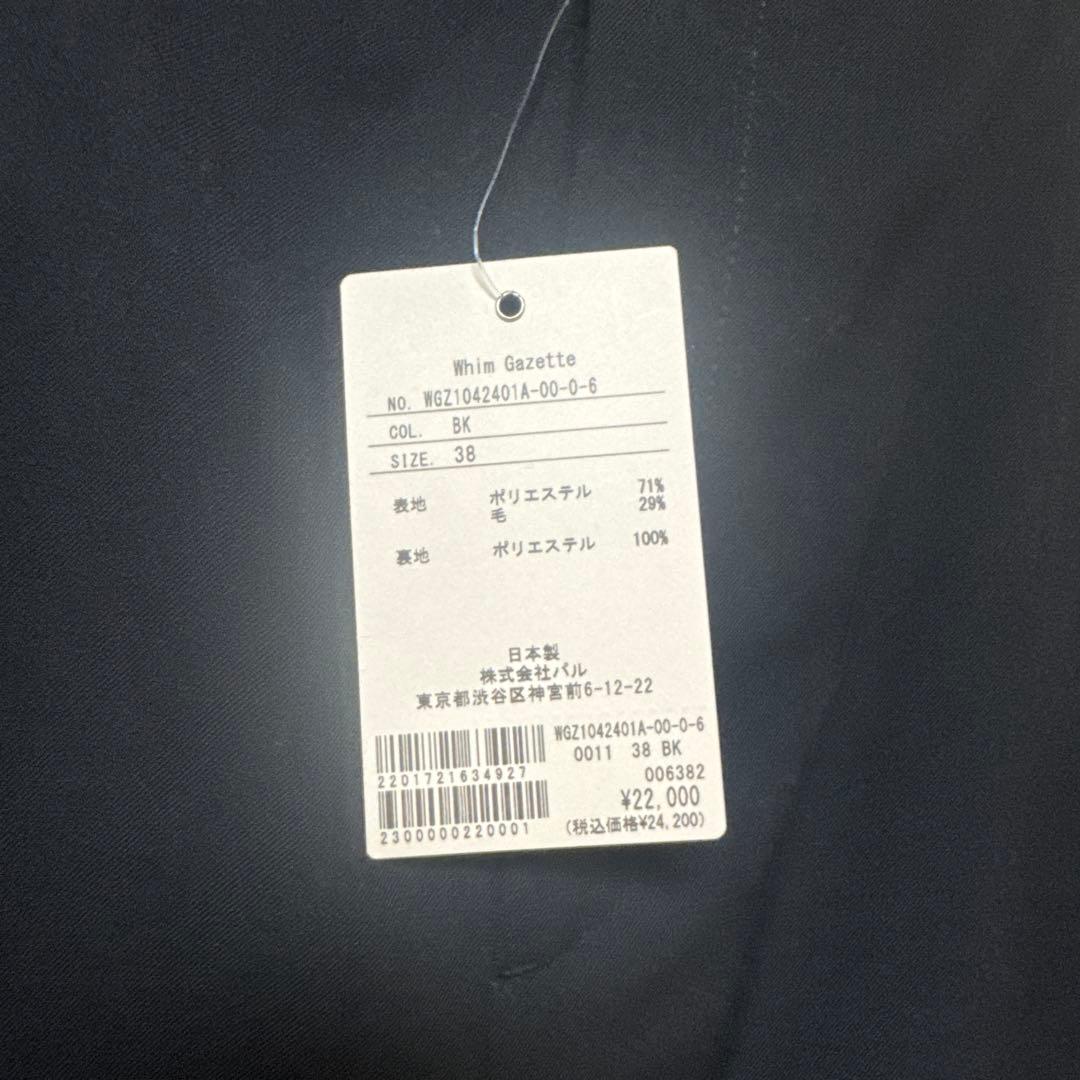 Whim Gazette
NO. WGZ1042401A-00-0-6
COL. BK
SIZE. 38
表地 ポリエステル 71%
毛 29%
裏地 ポリエステル 100%
日本製
株式会社パル
東京都渋谷区神宮前6-12-22
WGZ1042401A-00-0-6
0011 38 BK
2201721634927
006382
¥22,000
2300000220001
(税込価格¥24,200)